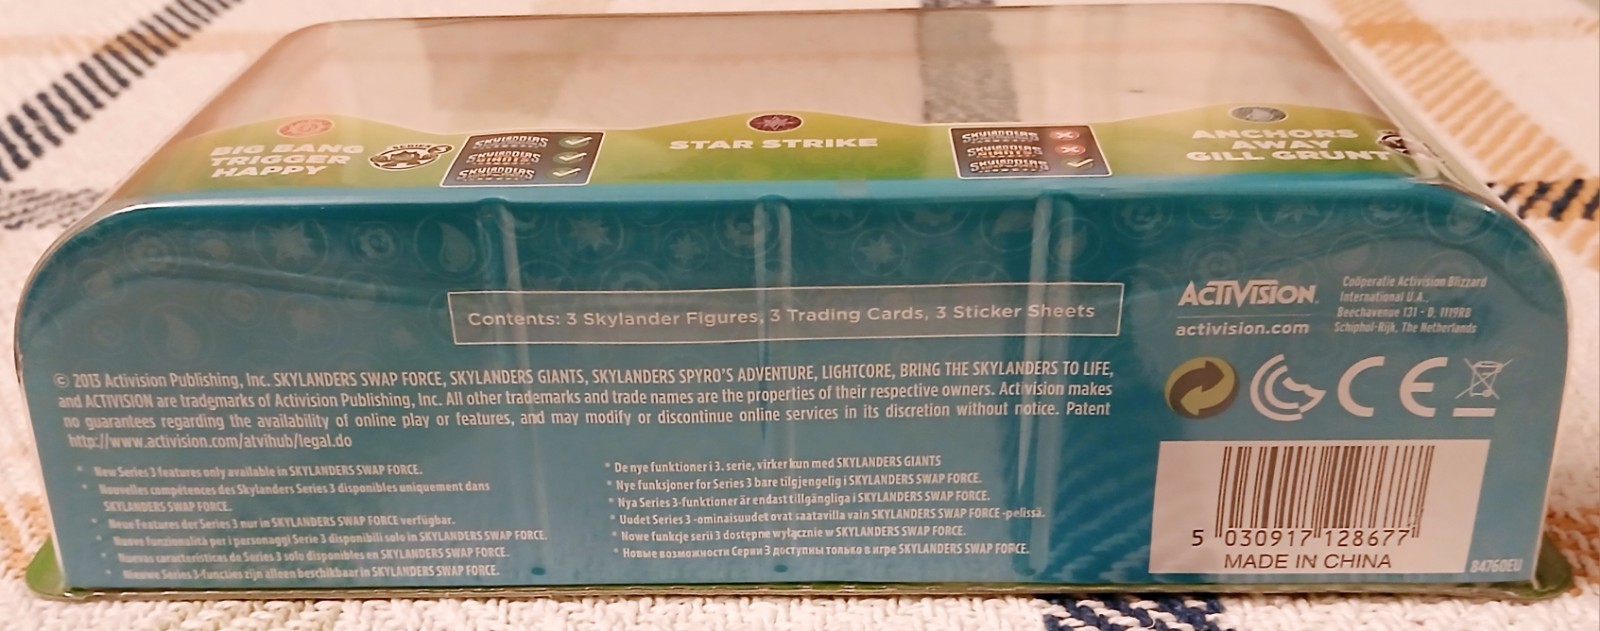 BIG BANG
TRIGGER
HAPPY
SERIES 3
SKYLANDERS
SKYLANDERS
GIANTS
SKYLANDERS
STAR STRIKE
SKYLANDERS
SKYLANDERS
GIANTS
SKYLANDERS
ANCHORS
AWAY
GILL GRUNT
Contents: 3 Skylander Figures, 3 Trading Cards, 3 Sticker Sheets
ACTIVISION
activision.com
Coöperatie Activision Blizzard
International U.A.,
Beechavenue 131 - D, 1119RB
Schiphol-Rijk, The Netherlands
© 2013 Activision Publishing, Inc. SKYLANDERS SWAP FORCE, SKYLANDERS GIANTS, SKYLANDERS SPYRO'S ADVENTURE, LIGHTCORE, BRING THE SKYLANDERS TO LIFE,
and ACTIVISION are trademarks of Activision Publishing, Inc. All other trademarks and trade names are the properties of their respective owners. Activision makes
no guarantees regarding the availability of online play or features, and may modify or discontinue online services in its discretion without notice. Patent
http://www.activision.com/atvihub/legal.do
* New Series 3 features only available in SKYLANDERS SWAP FORCE.
* Nouvelles compétences des Skylanders Series 3 disponibles uniquement dans
SKYLANDERS SWAP FORCE.
* Neue Features der Series 3 nur in SKYLANDERS SWAP FORCE verfügbar.
* Nuove funzionalità per i personaggi Serie 3 disponibili solo in SKYLANDERS SWAP FORCE.
* Nuevas características de Series 3 solo disponibles en SKYLANDERS SWAP FORCE.
* Nieuwe Series 3-functies zijn alleen beschikbaar in SKYLANDERS SWAP FORCE.
* De nye funktioner i 3. serie, virker kun med SKYLANDERS GIANTS
* Nye funksjoner for Series 3 bare tilgjengelig i SKYLANDERS SWAP FORCE.
* Nya Series 3-funktioner är endast tillgängliga i SKYLANDERS SWAP FORCE.
* Uudet Series 3 -ominaisuudet ovat saatavilla vain SKYLANDERS SWAP FORCE -pelissä.
* Nowe funkcje serii 3 dostępne wyłącznie w SKYLANDERS SWAP FORCE.
* Новые возможности Серии 3 доступны только в игре SKYLANDERS SWAP FORCE.
CE
5 030917 128677
MADE IN CHINA
84760EU